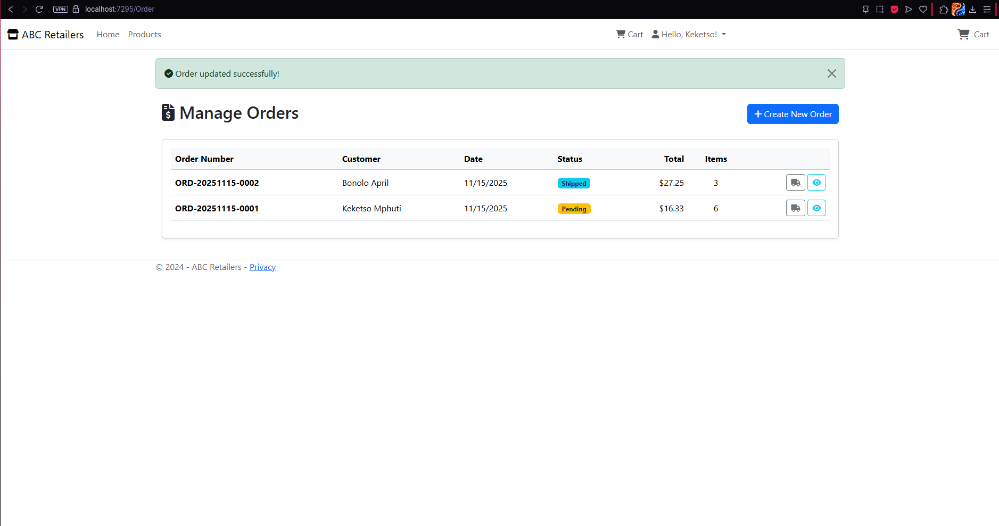 VPN localhost:7295/Order
ABC Retailers Home Products Cart Hello, Keketso! Cart
Order updated successfully!
Manage Orders
+ Create New Order
Order Number Customer Date Status Total Items
ORD-20251115-0002 Bonolo April 11/15/2025 Shipped $27.25 3
ORD-20251115-0001 Keketso Mphuti 11/15/2025 Pending $16.33 6
© 2024 - ABC Retailers - Privacy